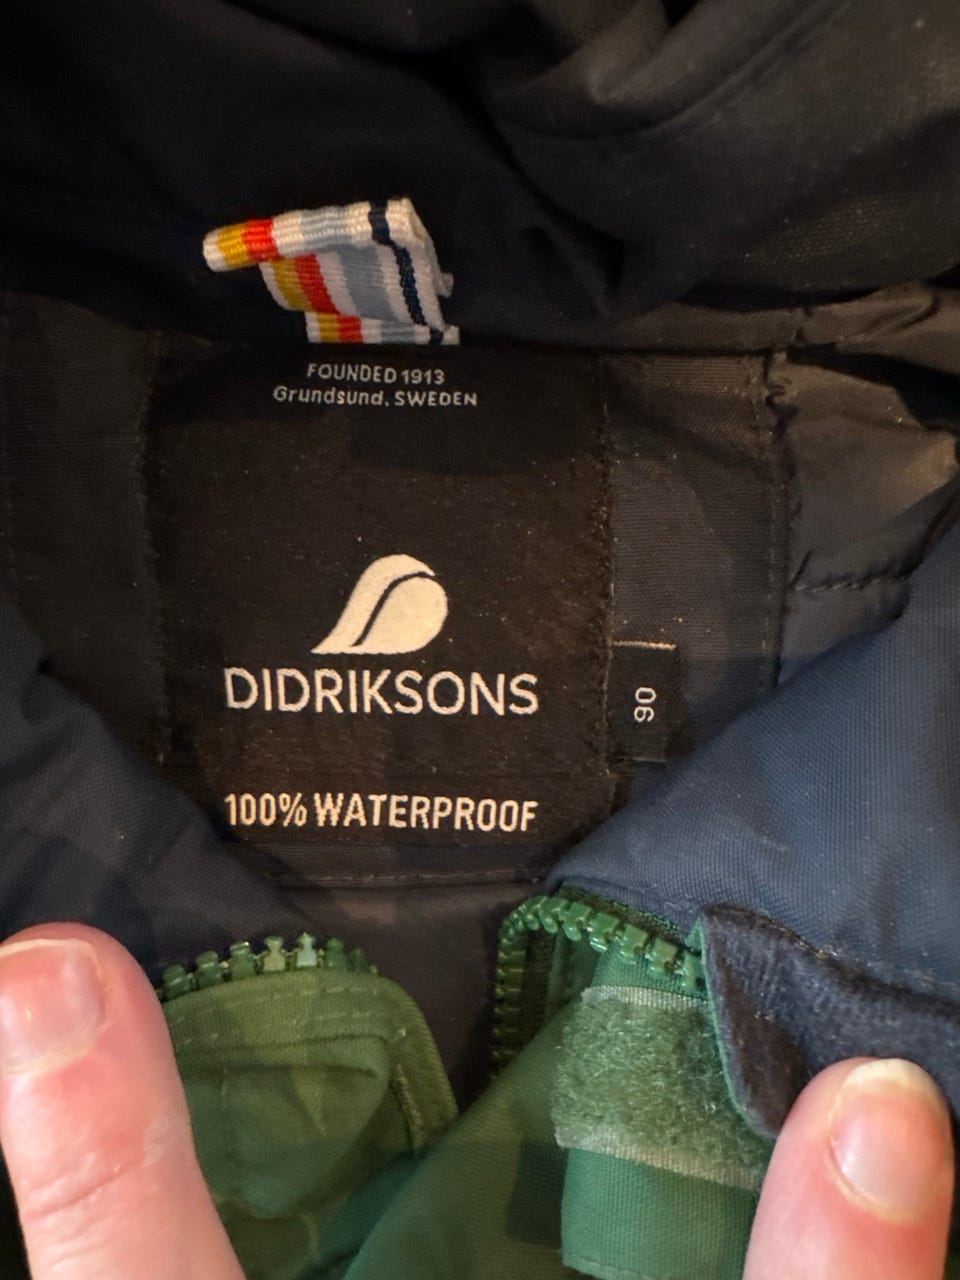 FOUNDED 1913
Grundsund, SWEDEN
DIDRIKSONS
90
100% WATERPROOF